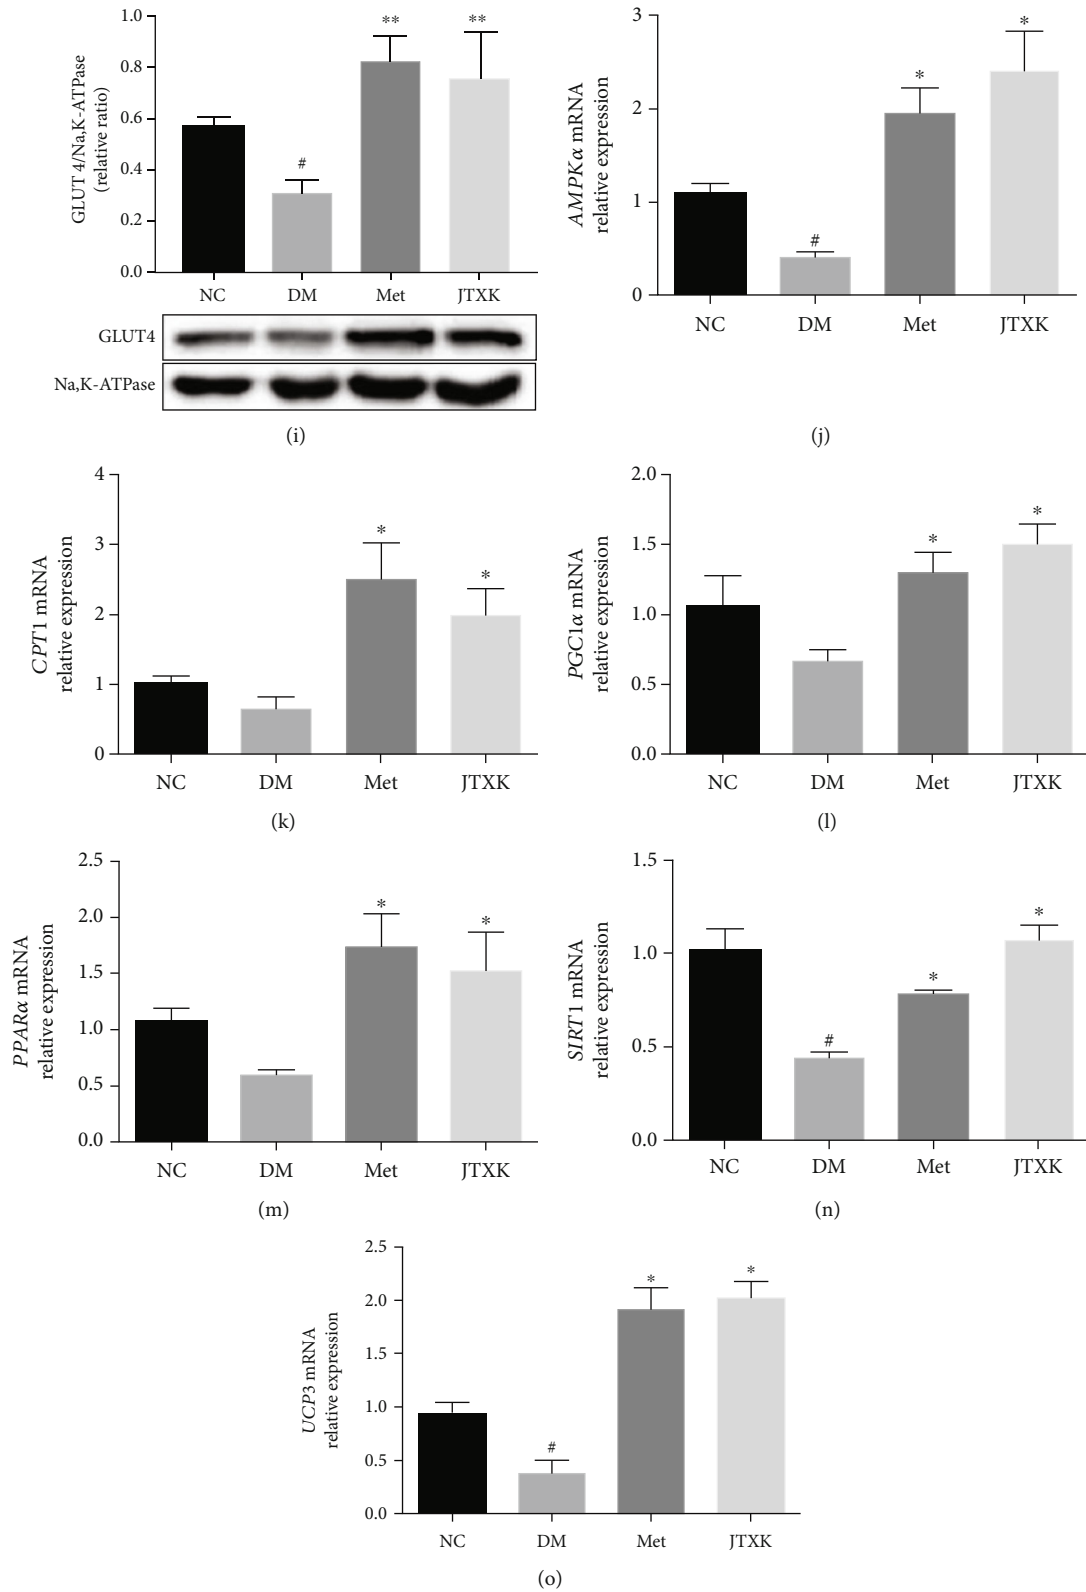 1.0
0.8
0.6
0.4
0.2
0.0
GLUT 4/Na,K-ATPase
(relative ratio)
#
**
**
NC DM Met JTXK
GLUT4
Na,K-ATPase
(i)
3
2
1
0
AMPKα mRNA
relative expression
#
*
*
NC DM Met JTXK
(j)
4
3
2
1
0
CPT1 mRNA
relative expression
*
*
NC DM Met JTXK
(k)
2.0
1.5
1.0
0.5
0.0
PGC1α mRNA
relative expression
*
*
NC DM Met JTXK
(l)
2.5
2.0
1.5
1.0
0.5
0.0
PPARα mRNA
relative expression
*
*
NC DM Met JTXK
(m)
1.5
1.0
0.5
0.0
SIRT1 mRNA
relative expression
#
*
*
NC DM Met JTXK
(n)
2.5
2.0
1.5
1.0
0.5
0.0
UCP3 mRNA
relative expression
#
*
*
NC DM Met JTXK
(o)